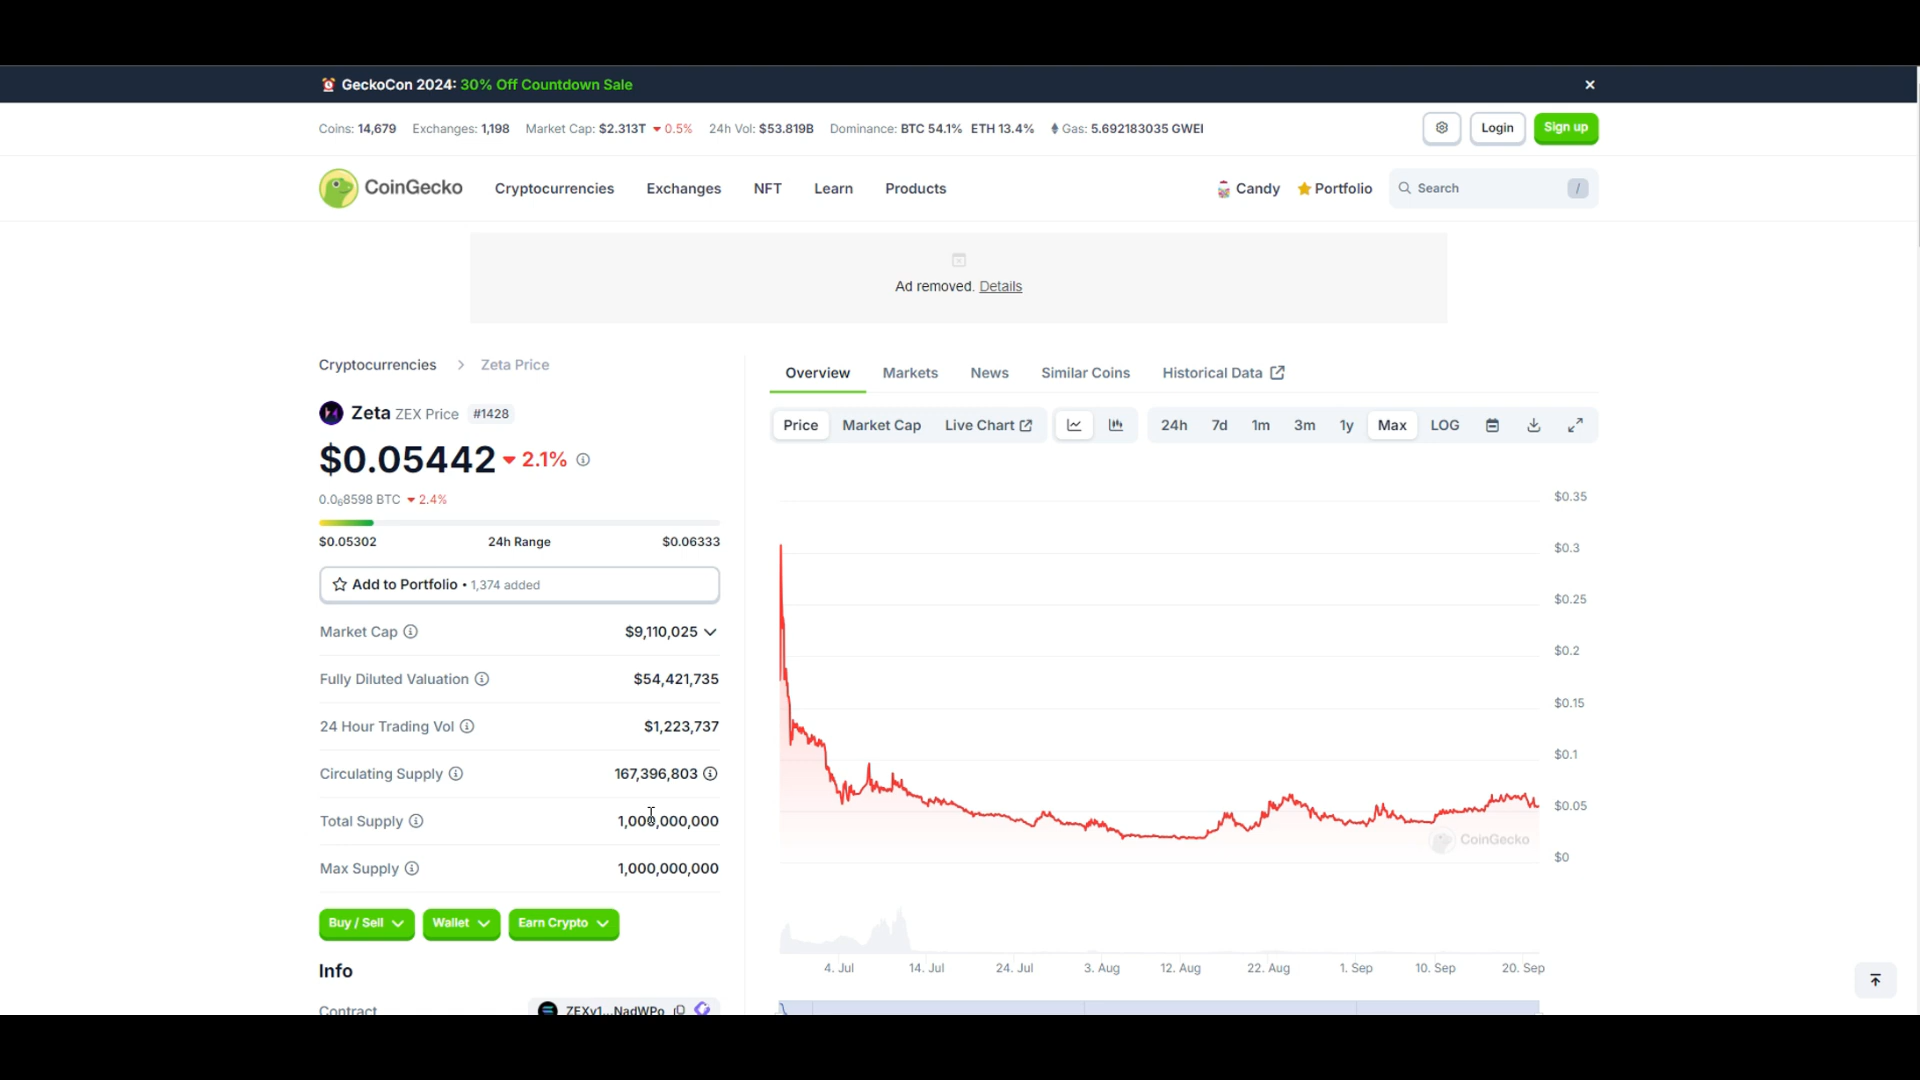 GeckoCon 2024: 30% Off Countdown Sale
Coins: 14,679 Exchanges: 1,198 Market Cap: $2.313T 0.5% 24h Vol: $53.819B Dominance: BTC 54.1% ETH 13.4% Gas: 5.692183035 GWEI
Login
Sign up
CoinGecko
Cryptocurrencies Exchanges NFT Learn Products
Candy Portfolio
Search /
Ad removed. Details
Cryptocurrencies > Zeta Price
Zeta ZEX Price #1428
$0.05442 2.1%
0.0₆8598 BTC 2.4%
$0.05302 24h Range $0.06333
Add to Portfolio • 1,374 added
Market Cap $9,110,025
Fully Diluted Valuation $54,421,735
24 Hour Trading Vol $1,223,737
Circulating Supply 167,396,803
Total Supply 1,000,000,000
Max Supply 1,000,000,000
Buy / Sell Wallet Earn Crypto
Info
Contract ZEXy1...NadWPo
Overview Markets News Similar Coins Historical Data
Price Market Cap Live Chart
24h 7d 1m 3m 1y Max LOG
$0.35
$0.3
$0.25
$0.2
$0.15
$0.1
$0.05
$0
CoinGecko
4. Jul 14. Jul 24. Jul 3. Aug 12. Aug 22. Aug 1. Sep 10. Sep 20. Sep